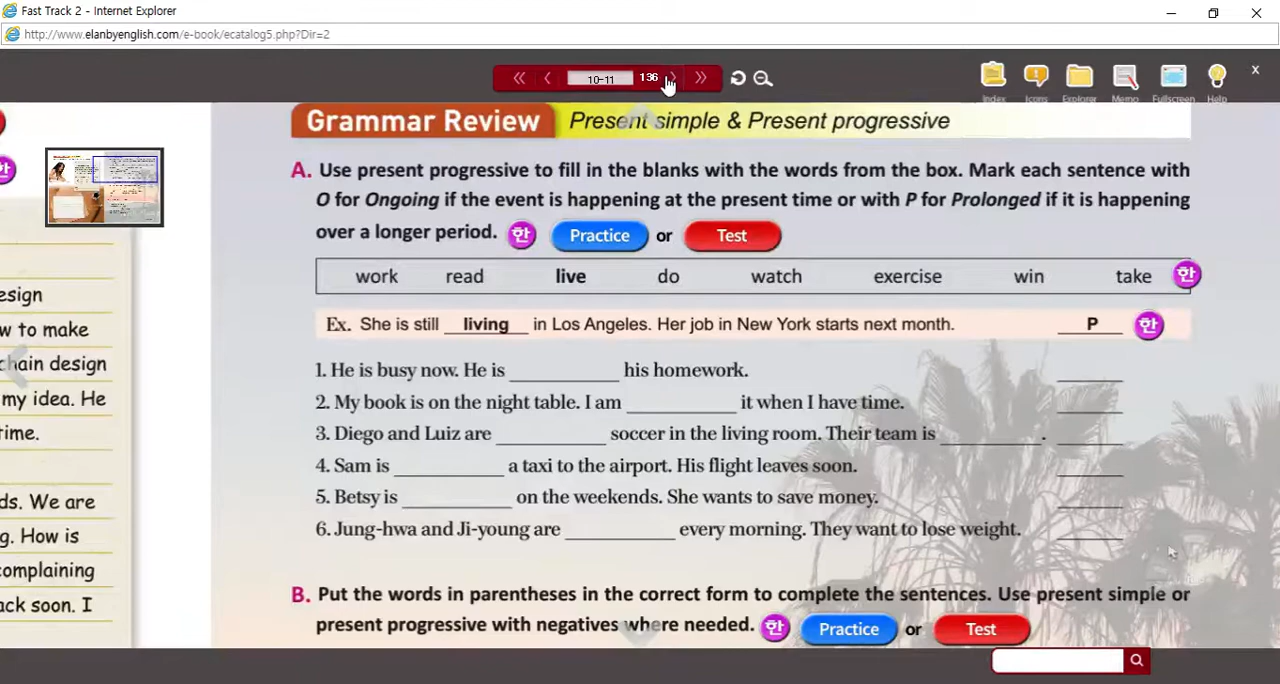 Fast Track 2 - Internet Explorer
http://www.elanbyenglish.com/e-book/ecatalog5.php?Dir=2
10-11 136
x
Index Icons Explorer Memo Fullscreen Help
Grammar Review Present simple & Present progressive
A. Use present progressive to fill in the blanks with the words from the box. Mark each sentence with
O for Ongoing if the event is happening at the present time or with P for Prolonged if it is happening
over a longer period. 한 Practice or Test
work read live do watch exercise win take 한
Ex. She is still __living__ in Los Angeles. Her job in New York starts next month. __P__ 한
1. He is busy now. He is __________ his homework. ______
2. My book is on the night table. I am __________ it when I have time. ______
3. Diego and Luiz are __________ soccer in the living room. Their team is _________ . ______
4. Sam is __________ a taxi to the airport. His flight leaves soon. ______
5. Betsy is __________ on the weekends. She wants to save money. ______
6. Jung-hwa and Ji-young are __________ every morning. They want to lose weight. ______
B. Put the words in parentheses in the correct form to complete the sentences. Use present simple or
present progressive with negatives where needed. 한 Practice or Test
한
esign
w to make
chain design
my idea. He
time.
ds. We are
g. How is
complaining
ack soon. I